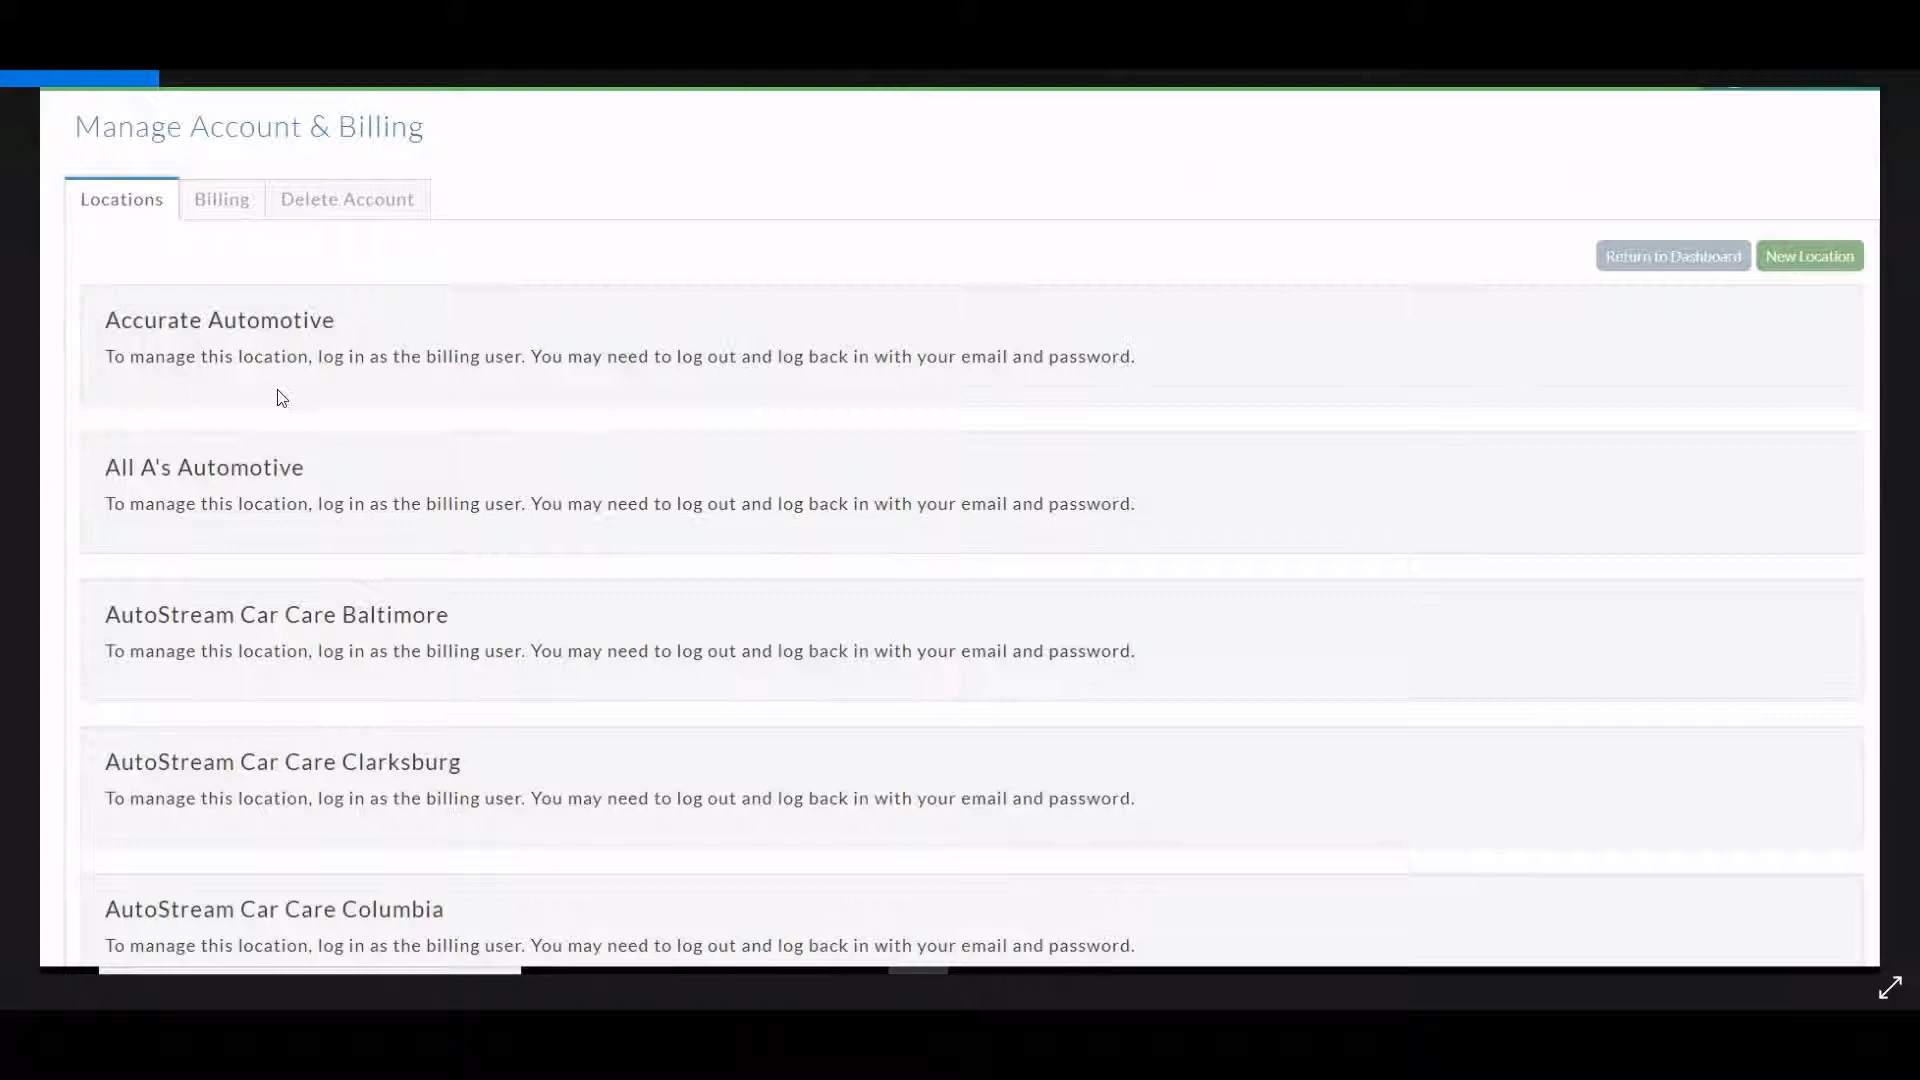 Manage Account & Billing
Locations
Billing
Delete Account
Return to Dashboard
New Location
Accurate Automotive
To manage this location, log in as the billing user. You may need to log out and log back in with your email and password.
All A's Automotive
To manage this location, log in as the billing user. You may need to log out and log back in with your email and password.
AutoStream Car Care Baltimore
To manage this location, log in as the billing user. You may need to log out and log back in with your email and password.
AutoStream Car Care Clarksburg
To manage this location, log in as the billing user. You may need to log out and log back in with your email and password.
AutoStream Car Care Columbia
To manage this location, log in as the billing user. You may need to log out and log back in with your email and password.